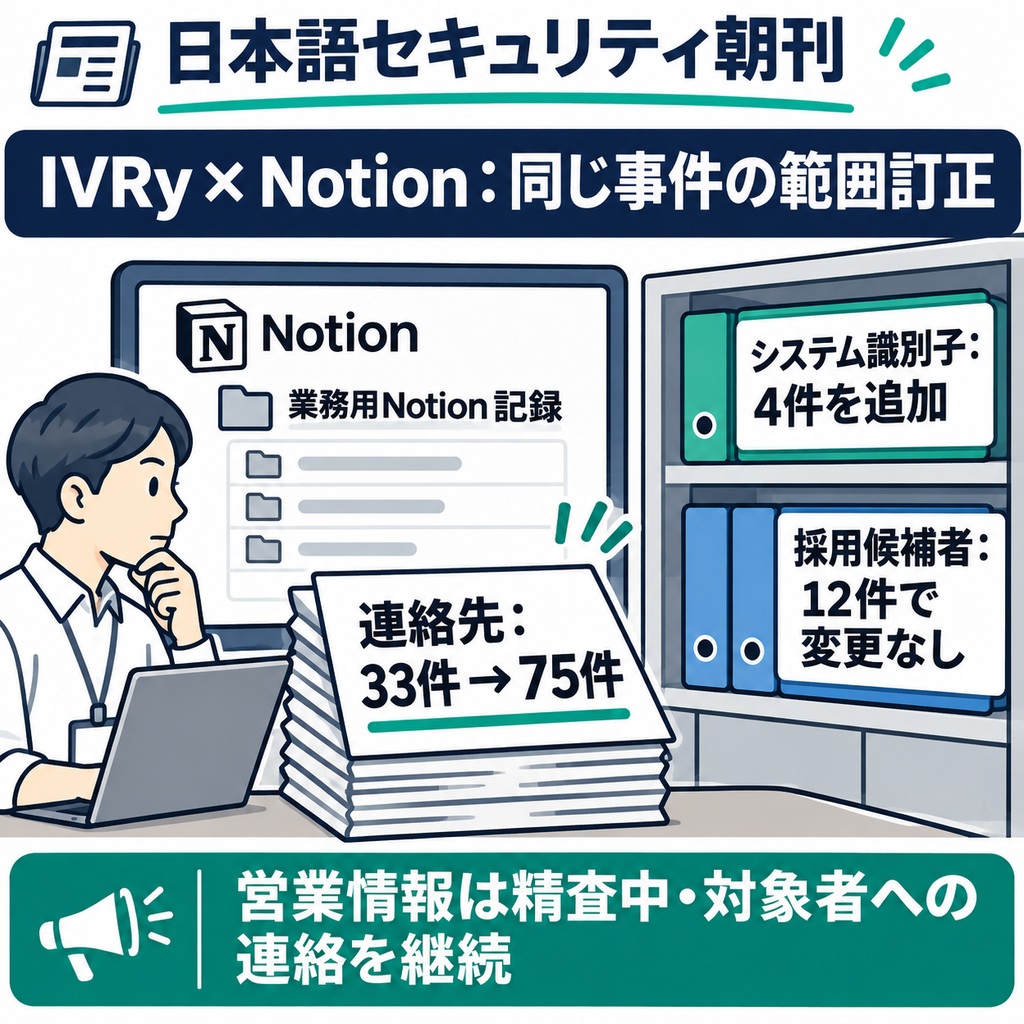 日本語セキュリティ朝刊
IVRy×Notion：同じ事件の範囲訂正
N Notion
業務用Notion記録
システム識別子：
4件を追加
採用候補者：
12件で
変更なし
連絡先：
33件→75件
営業情報は精査中・対象者への
連絡を継続